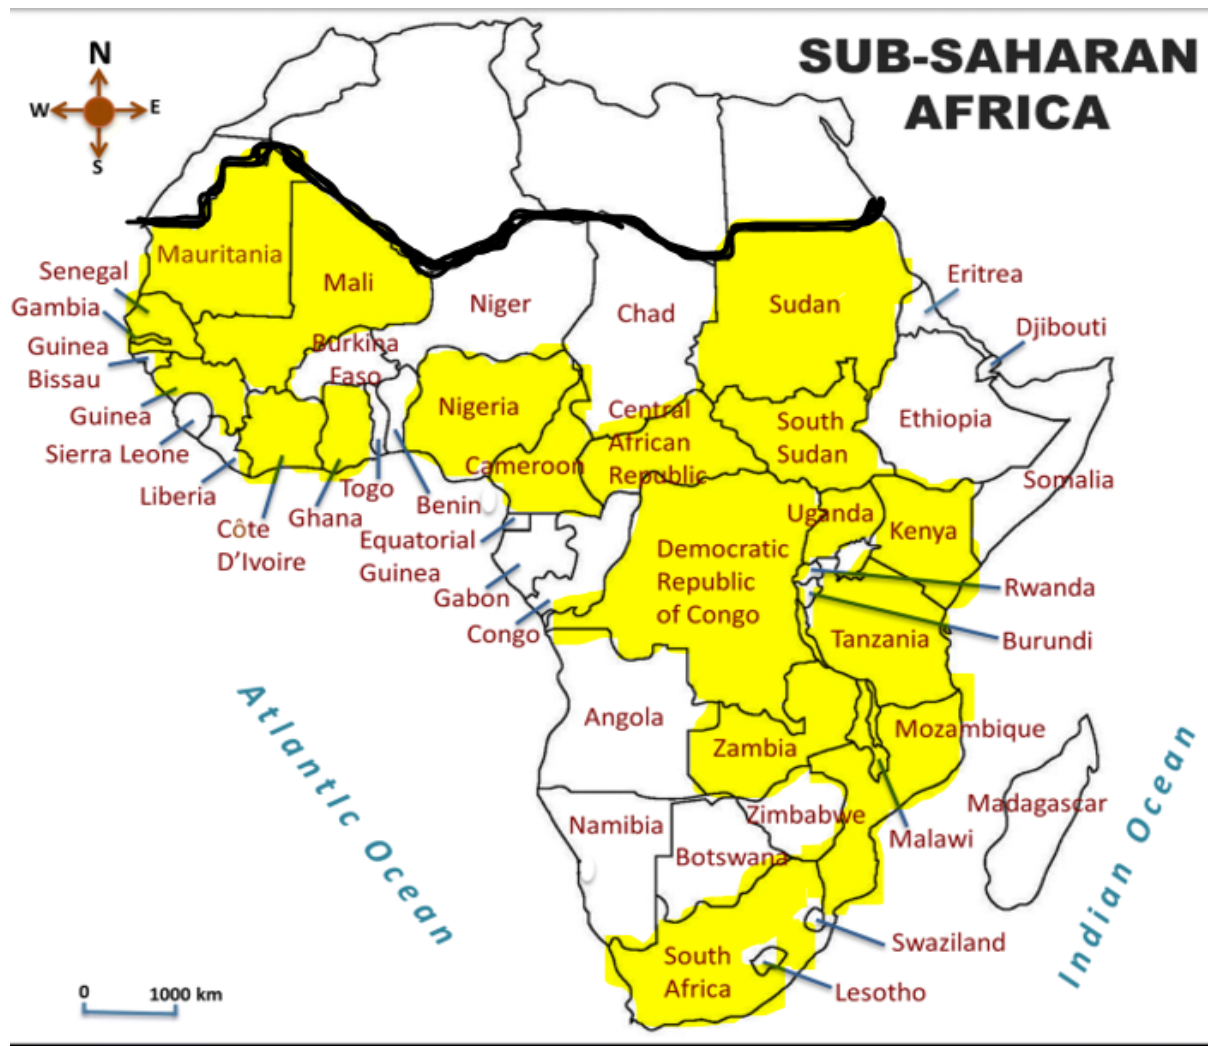 SUB-SAHARAN
AFRICA
N
W
E
S
Mauritania
Senegal
Gambia
Guinea
Bissau
Guinea
Sierra Leone
Liberia
Côte
D’Ivoire
Ghana
Togo
Benin
Mali
Burkina
Faso
Niger
Nigeria
Chad
Sudan
Eritrea
Djibouti
Ethiopia
Somalia
South
Sudan
Central
African
Republic
Cameroon
Equatorial
Guinea
Gabon
Congo
Democratic
Republic
of Congo
Uganda
Kenya
Rwanda
Burundi
Tanzania
Angola
Zambia
Mozambique
Malawi
Madagascar
Zimbabwe
Namibia
Botswana
South
Africa
Swaziland
Lesotho
Atlantic Ocean
Indian Ocean
0 1000 km